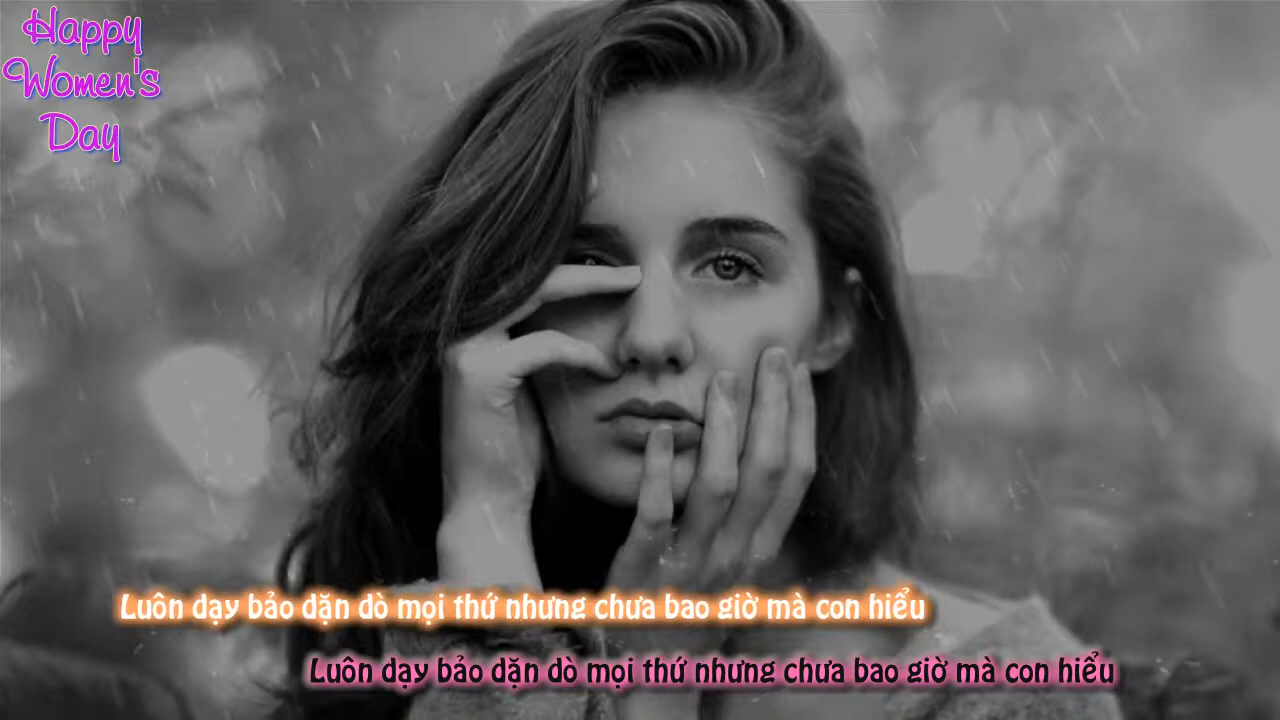 Happy
Women's
Day
Luôn dạy bảo dặn dò mọi thứ nhưng chưa bao giờ mà con hiểu
Luôn dạy bảo dặn dò mọi thứ nhưng chưa bao giờ mà con hiểu